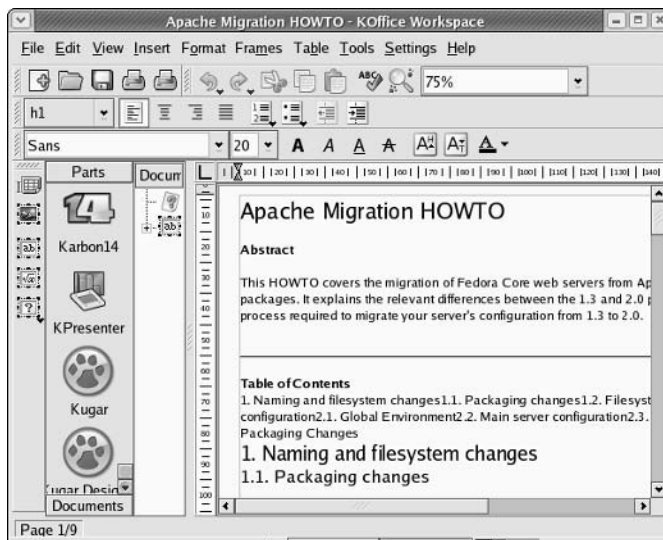 Apache Migration HOWTO - KOffice Workspace
File Edit View Insert Format Frames Table Tools Settings Help
75%
h1
Sans 20
Parts
Docum
Karbon14
KPresenter
Kugar
Kugar Desig
Documents
Apache Migration HOWTO
Abstract
This HOWTO covers the migration of Fedora Core web servers from Ap
packages. It explains the relevant differences between the 1.3 and 2.0 p
process required to migrate your server's configuration from 1.3 to 2.0.
Table of Contents
1. Naming and filesystem changes1.1. Packaging changes1.2. Filesyst
configuration2.1. Global Environment2.2. Main server configuration2.3.
Packaging Changes
1. Naming and filesystem changes
1.1. Packaging changes
Page 1/9